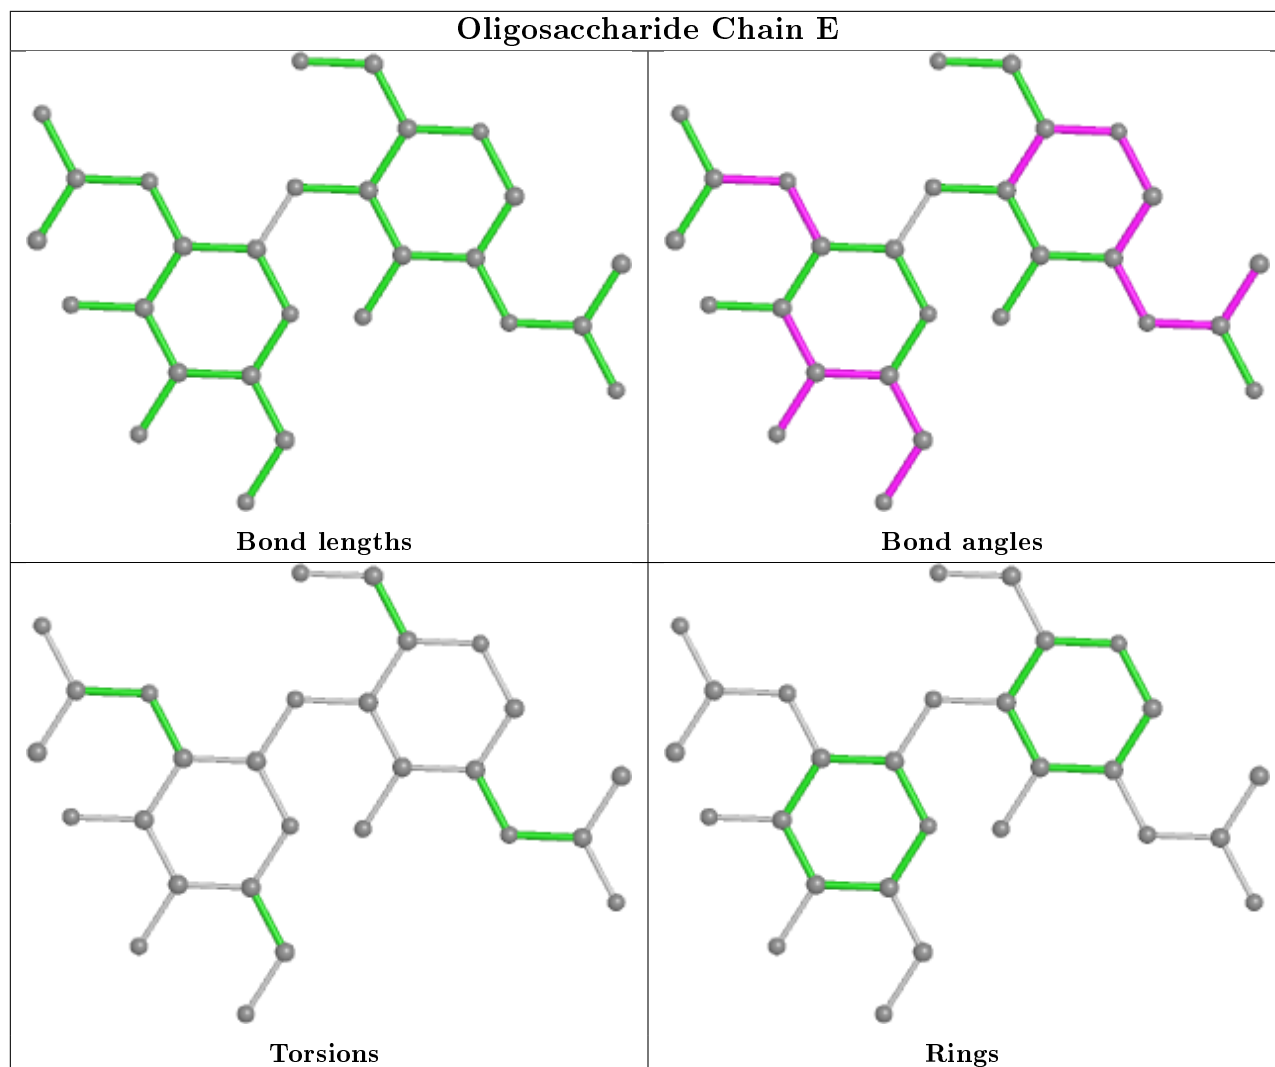 Oligosaccharide Chain E
Bond lengths
Bond angles
Torsions
Rings